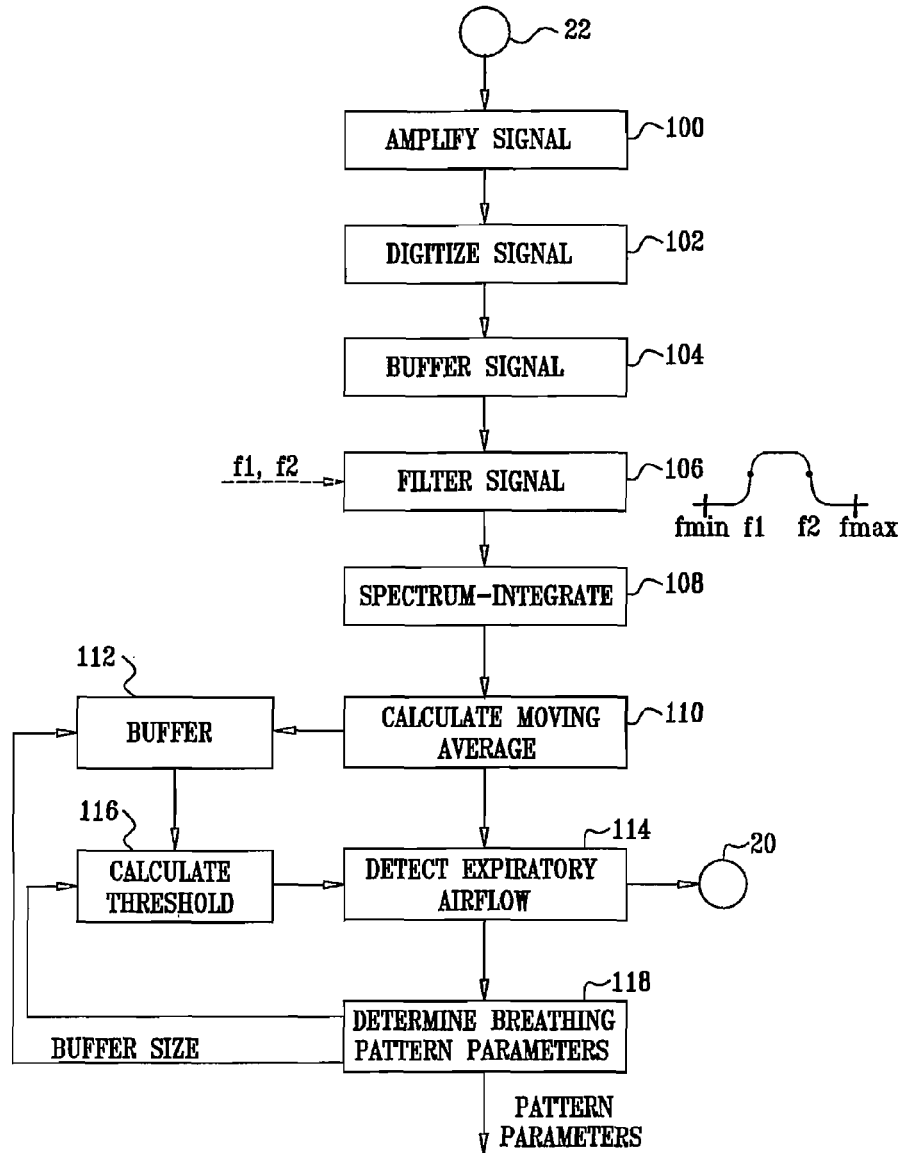 22
AMPLIFY SIGNAL
100
DIGITIZE SIGNAL
102
BUFFER SIGNAL
104
f1, f2
FILTER SIGNAL
106
fmin f1 f2 fmax
SPECTRUM-INTEGRATE
108
112
BUFFER
CALCULATE MOVING
AVERAGE
110
116
CALCULATE
THRESHOLD
114
DETECT EXPIRATORY
AIRFLOW
20
118
DETERMINE BREATHING
PATTERN PARAMETERS
BUFFER SIZE
PATTERN
PARAMETERS